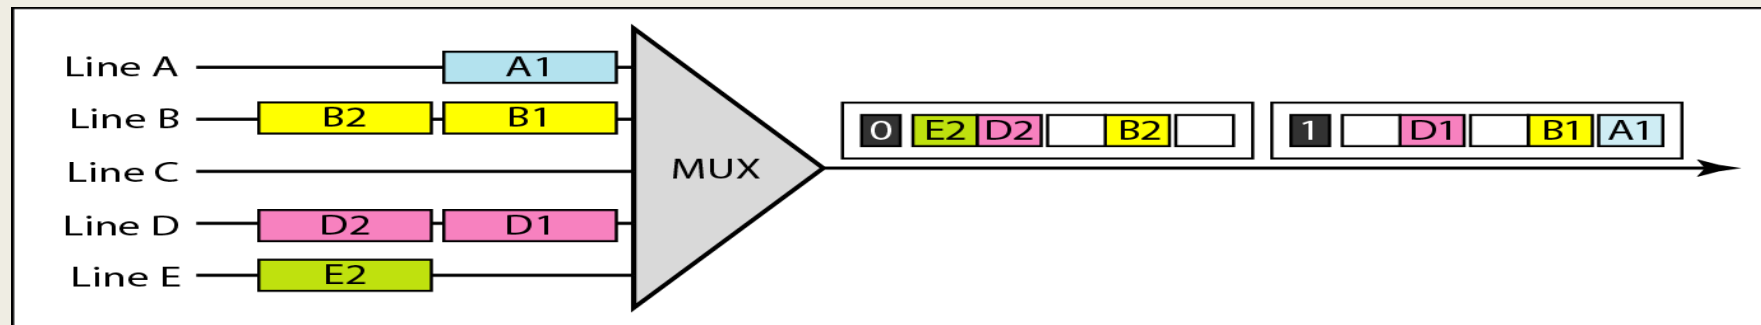 Line A A1
Line B B2 B1
Line C
Line D D2 D1
Line E E2
MUX
0 E2 D2 B2 1 D1 B1 A1